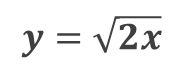 y = √2x